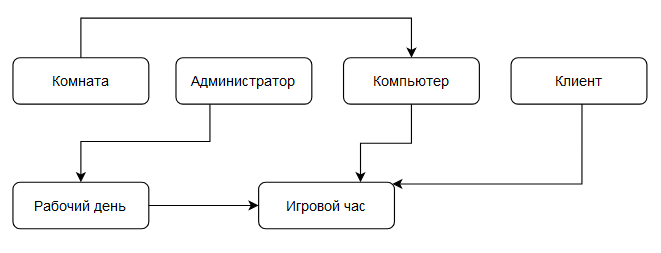 Комната
Администратор
Компьютер
Клиент
Рабочий день
Игровой час